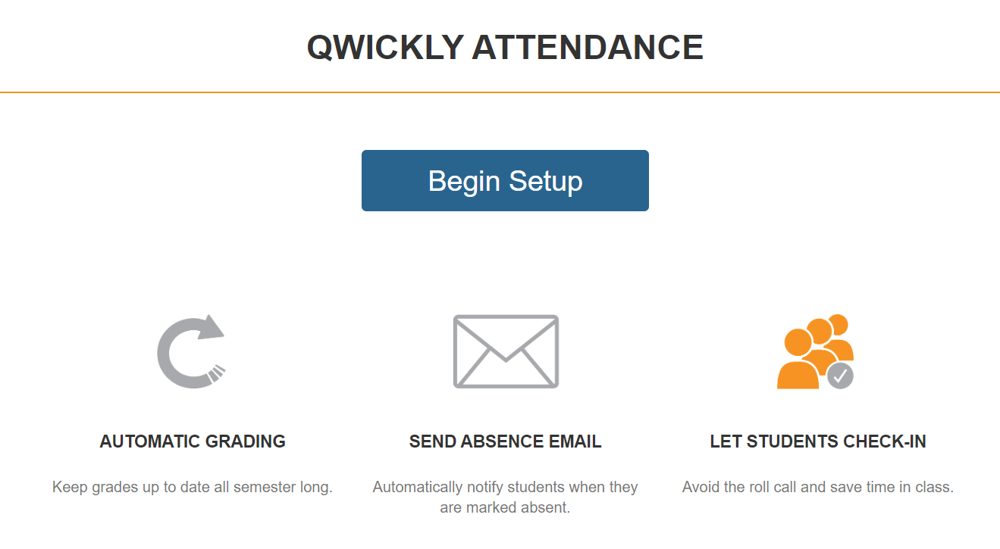 QWICKLY ATTENDANCE
Begin Setup
AUTOMATIC GRADING
Keep grades up to date all semester long.
SEND ABSENCE EMAIL
Automatically notify students when they
are marked absent.
LET STUDENTS CHECK-IN
Avoid the roll call and save time in class.